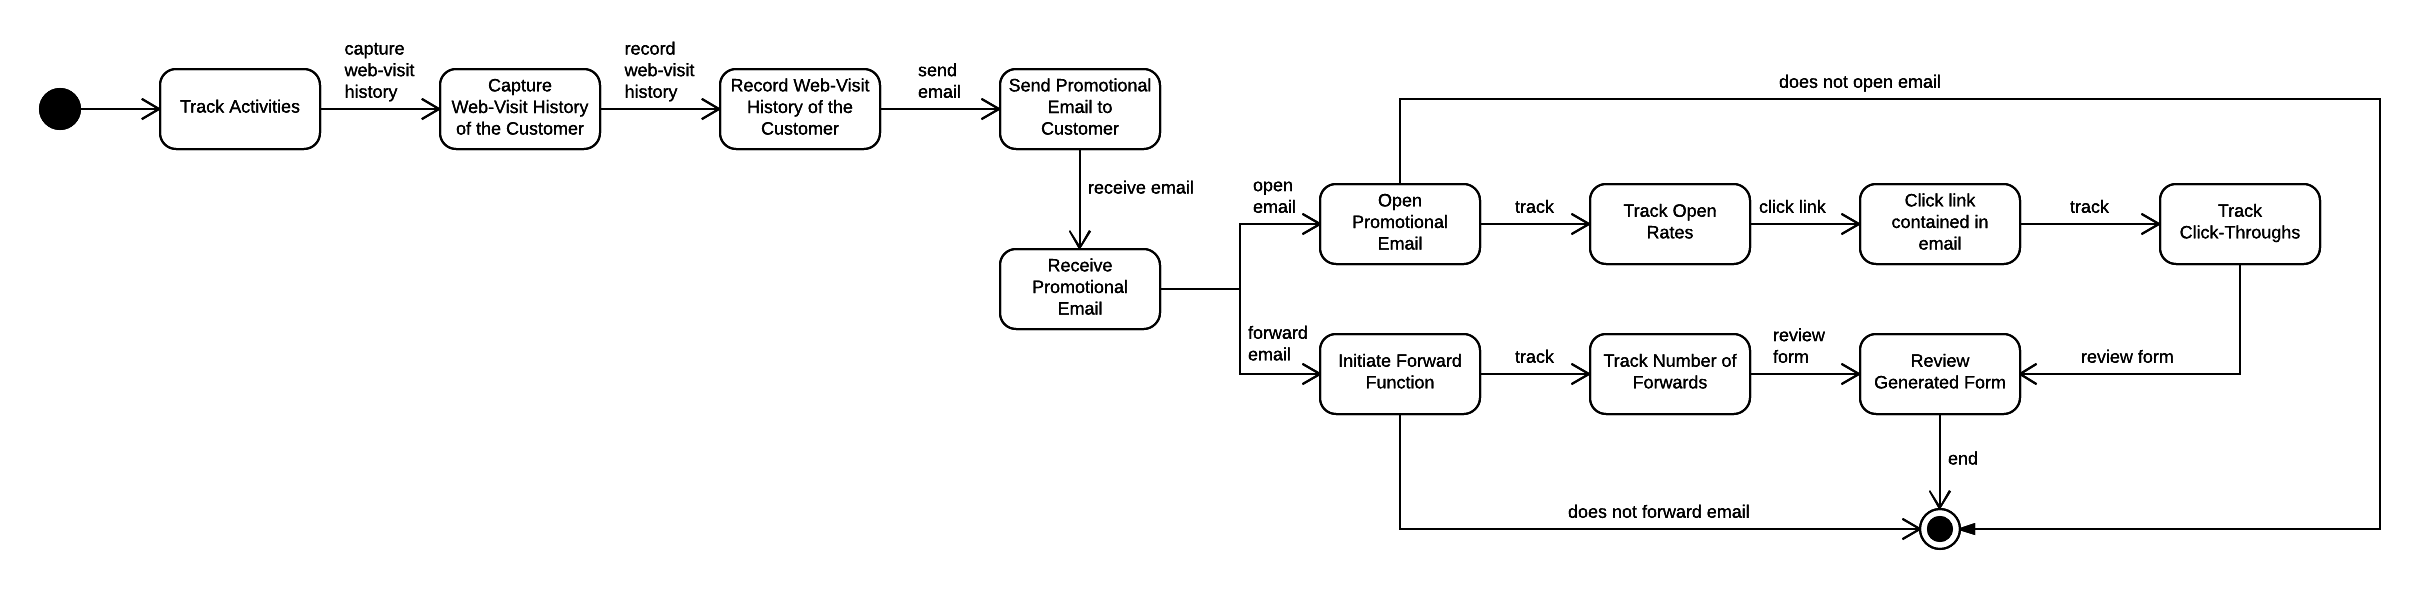 capture
web-visit
history
record
web-visit
history
send
email
Track Activities
Capture
Web-Visit History
of the Customer
Record Web-Visit
History of the
Customer
Send Promotional
Email to
Customer
does not open email
receive email
open
email
Open
Promotional
Email
track
Track Open
Rates
click link
Click link
contained in
email
track
Track
Click-Throughs
Receive
Promotional
Email
forward
email
Initiate Forward
Function
track
Track Number of
Forwards
review
form
Review
Generated Form
review form
end
does not forward email